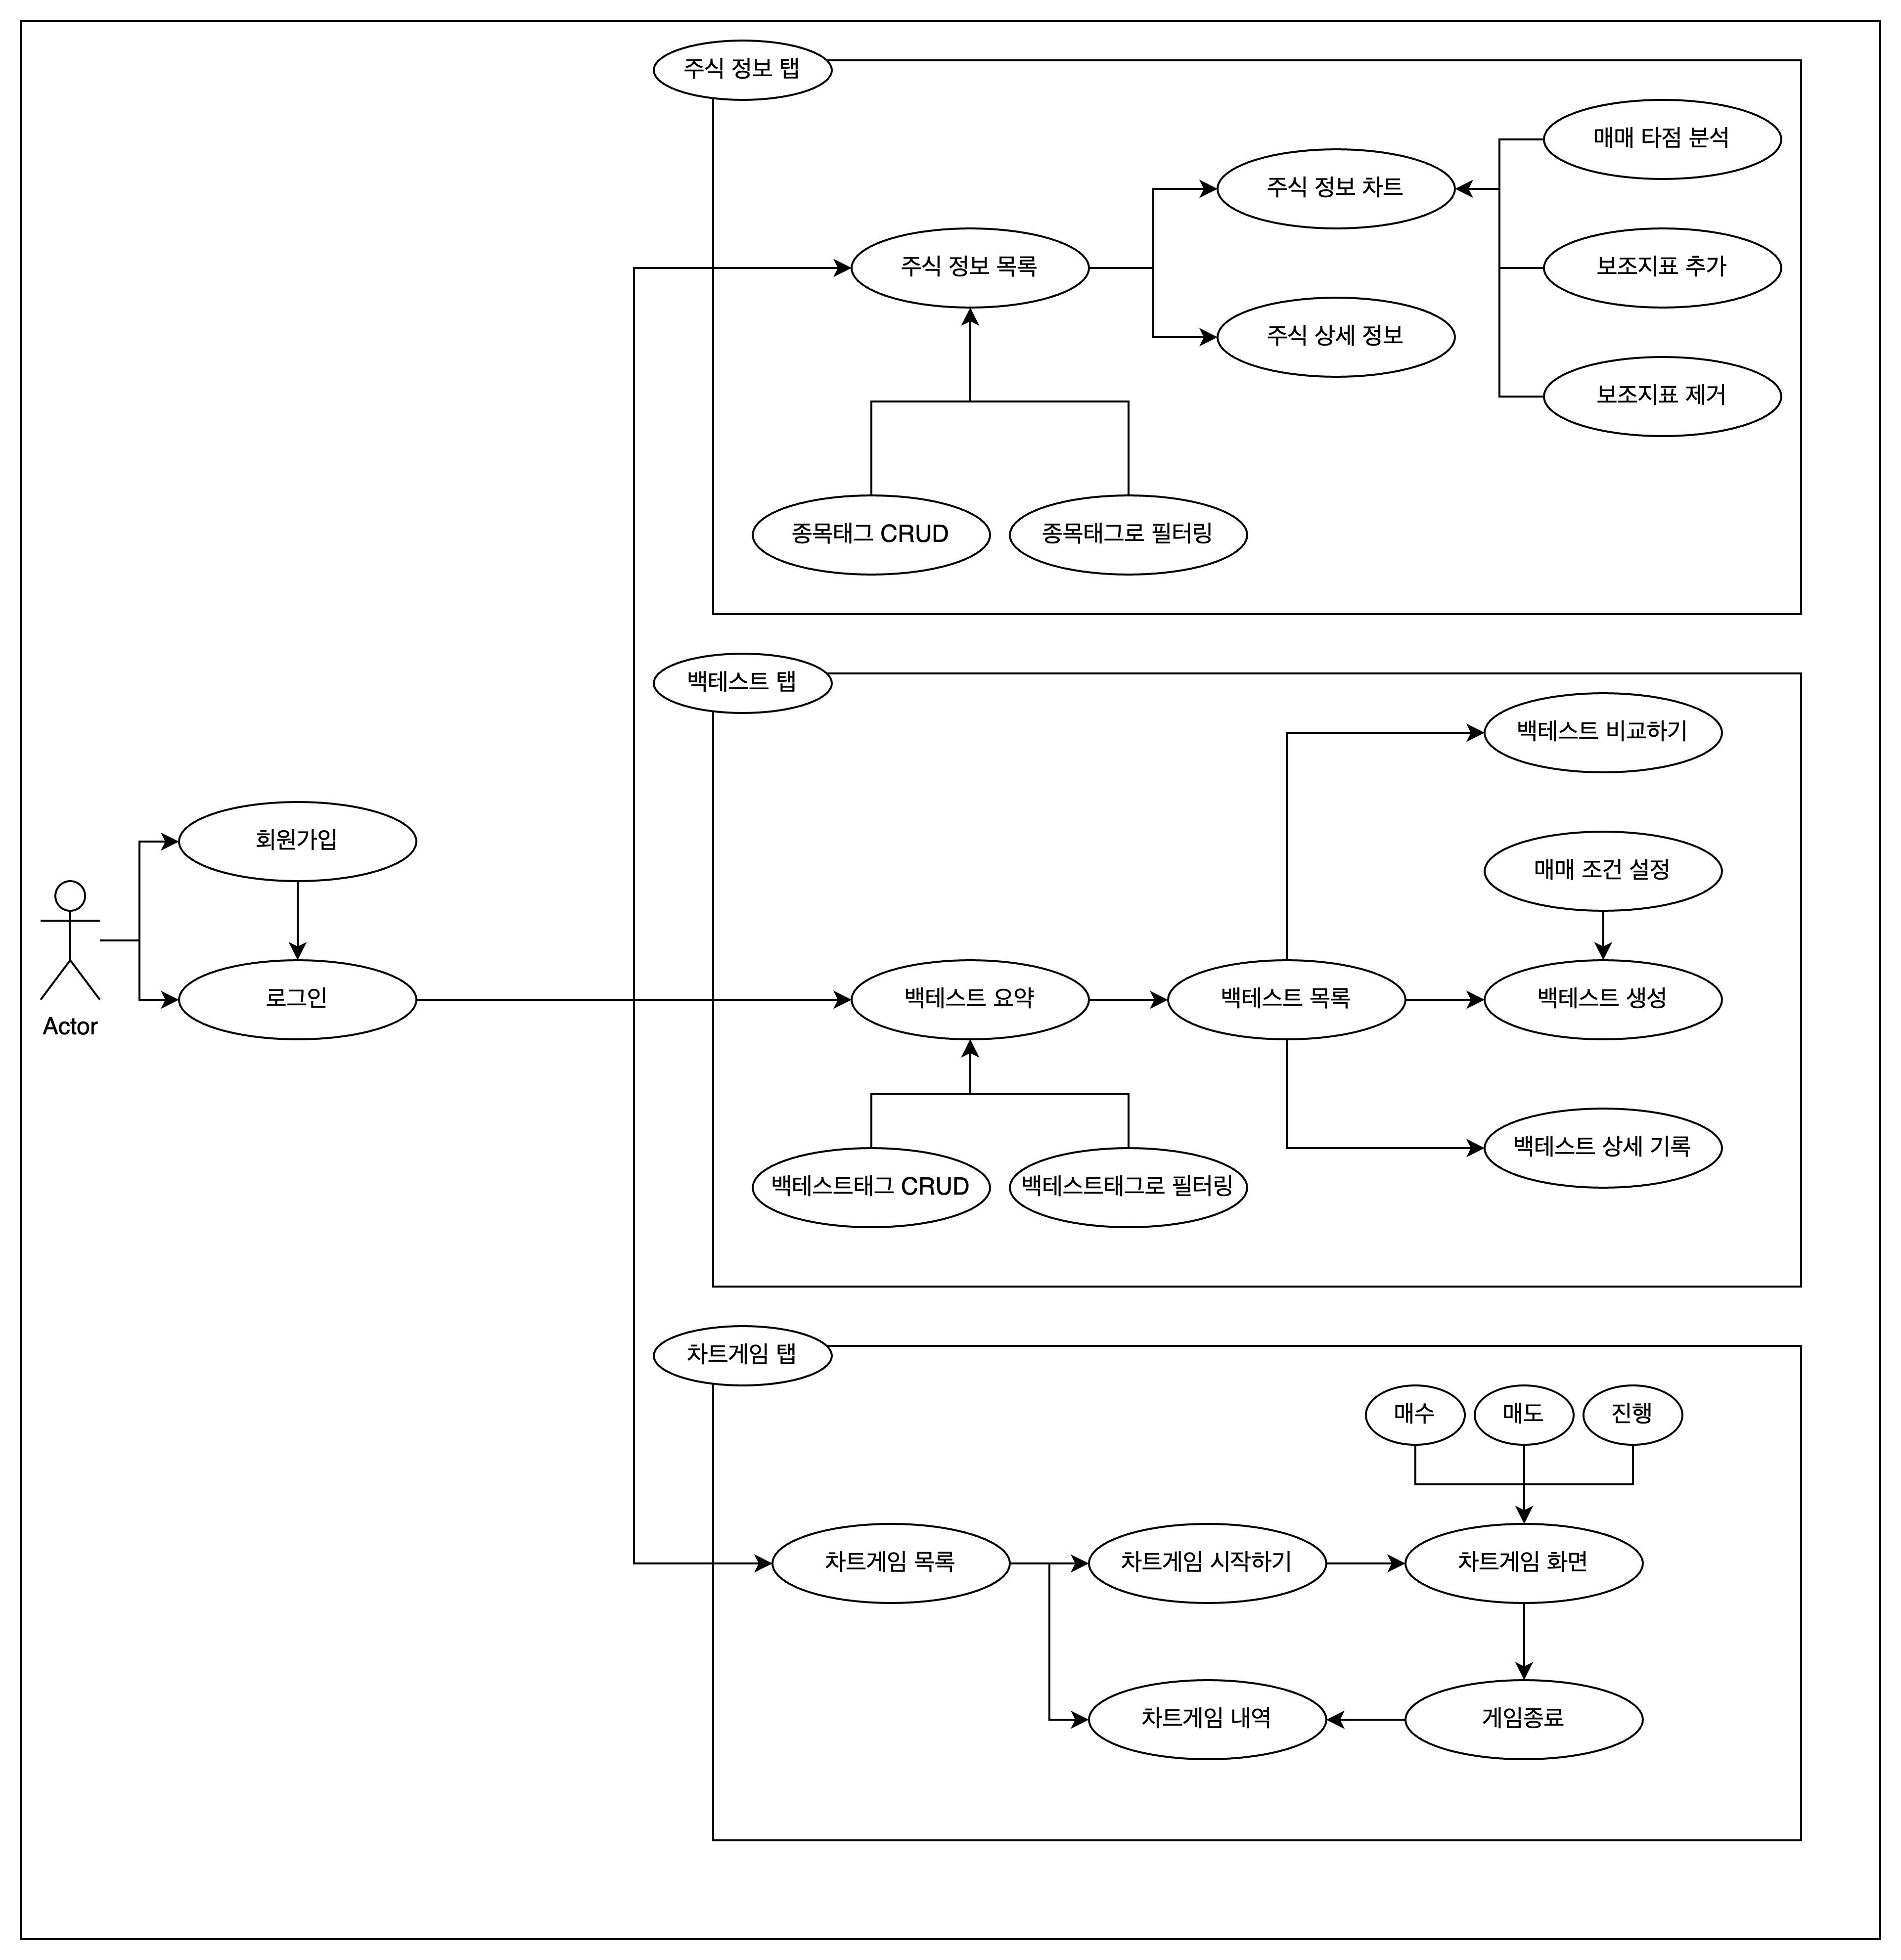 주식 정보 탭
매매 타점 분석
주식 정보 차트
주식 정보 목록
보조지표 추가
주식 상세 정보
보조지표 제거
종목태그 CRUD
종목태그로 필터링
백테스트 탭
백테스트 비교하기
회원가입
매매 조건 설정
로그인
Actor
백테스트 요약
백테스트 목록
백테스트 생성
백테스트 상세 기록
백테스트태그 CRUD
백테스트태그로 필터링
차트게임 탭
매수
매도
진행
차트게임 목록
차트게임 시작하기
차트게임 화면
차트게임 내역
게임종료